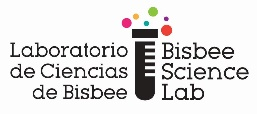 Laboratorio
de Ciencias
de Bisbee
Bisbee
Science
Lab